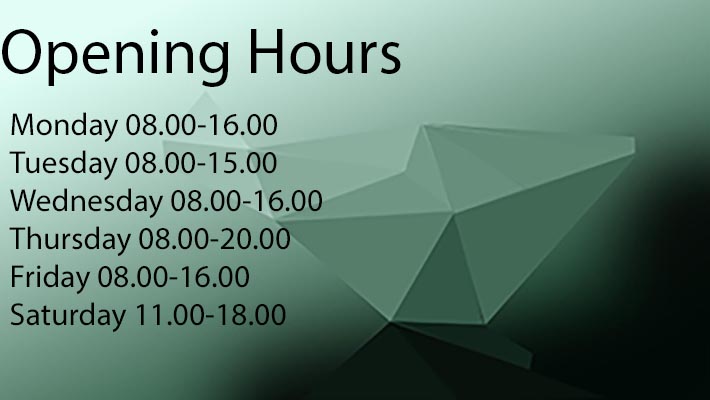 Opening Hours
Monday 08.00-16.00
Tuesday 08.00-15.00
Wednesday 08.00-16.00
Thursday 08.00-20.00
Friday 08.00-16.00
Saturday 11.00-18.00